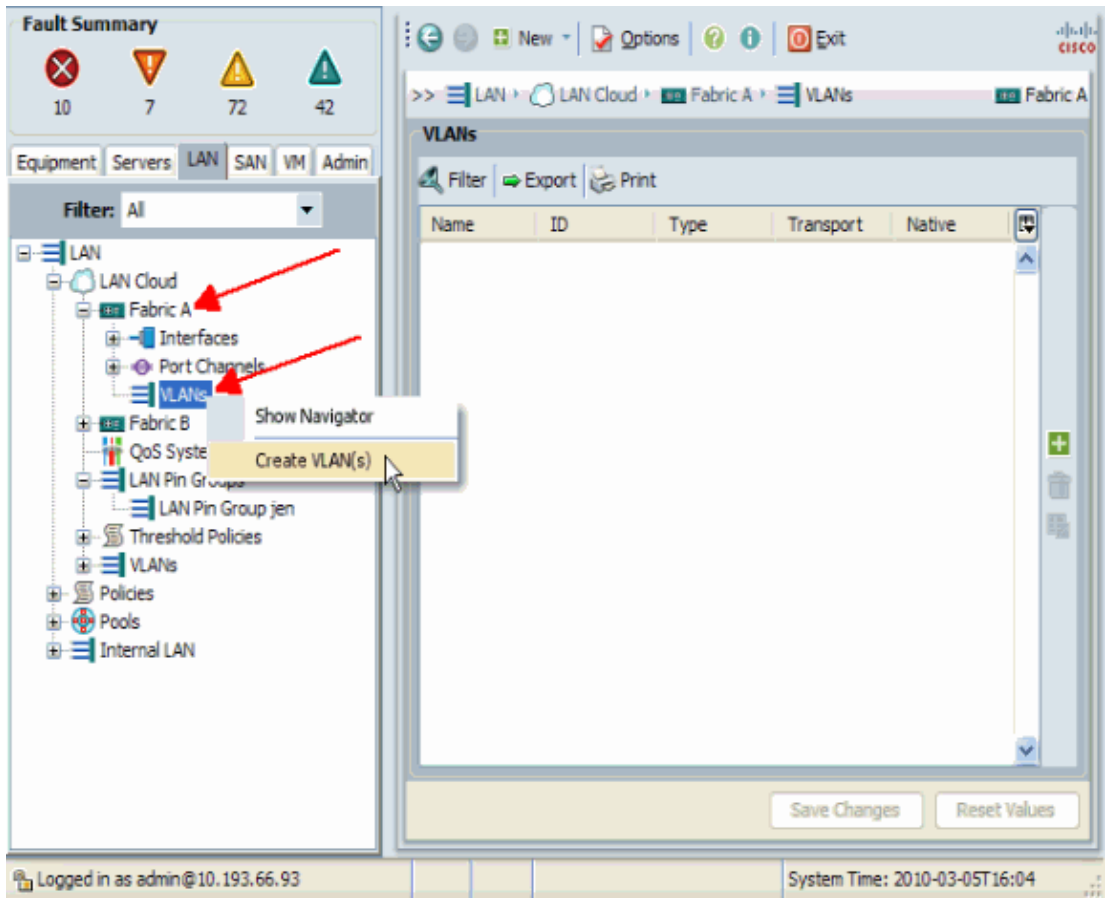 Fault Summary
10 7 72 42
Equipment Servers LAN SAN VM Admin
Filter: All
LAN
LAN Cloud
Fabric A
Interfaces
Port Channels
VLANs
Fabric B
QoS Syste
LAN Pin Groups
LAN Pin Group jen
Threshold Policies
VLANs
Policies
Pools
Internal LAN
Show Navigator
Create VLAN(s)
New Options Exit
cisco
>> LAN LAN Cloud Fabric A VLANs Fabric A
VLANs
Filter Export Print
Name ID Type Transport Native
Save Changes Reset Values
Logged in as admin@10.193.66.93 System Time: 2010-03-05T16:04